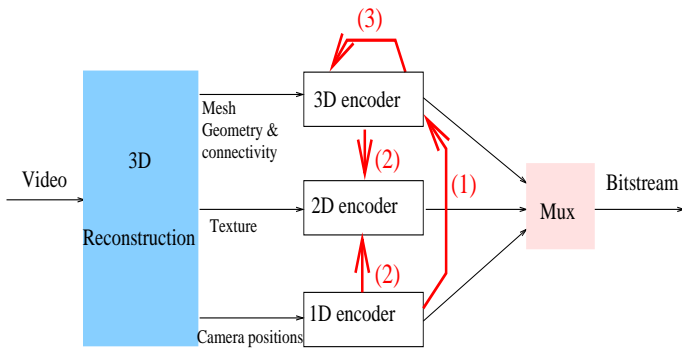 (3)
3D encoder
Mesh
Geometry &
connectivity
3D
(2)
(1)
Video
Bitstream
2D encoder
Mux
Reconstruction
Texture
(2)
1D encoder
Camera positions